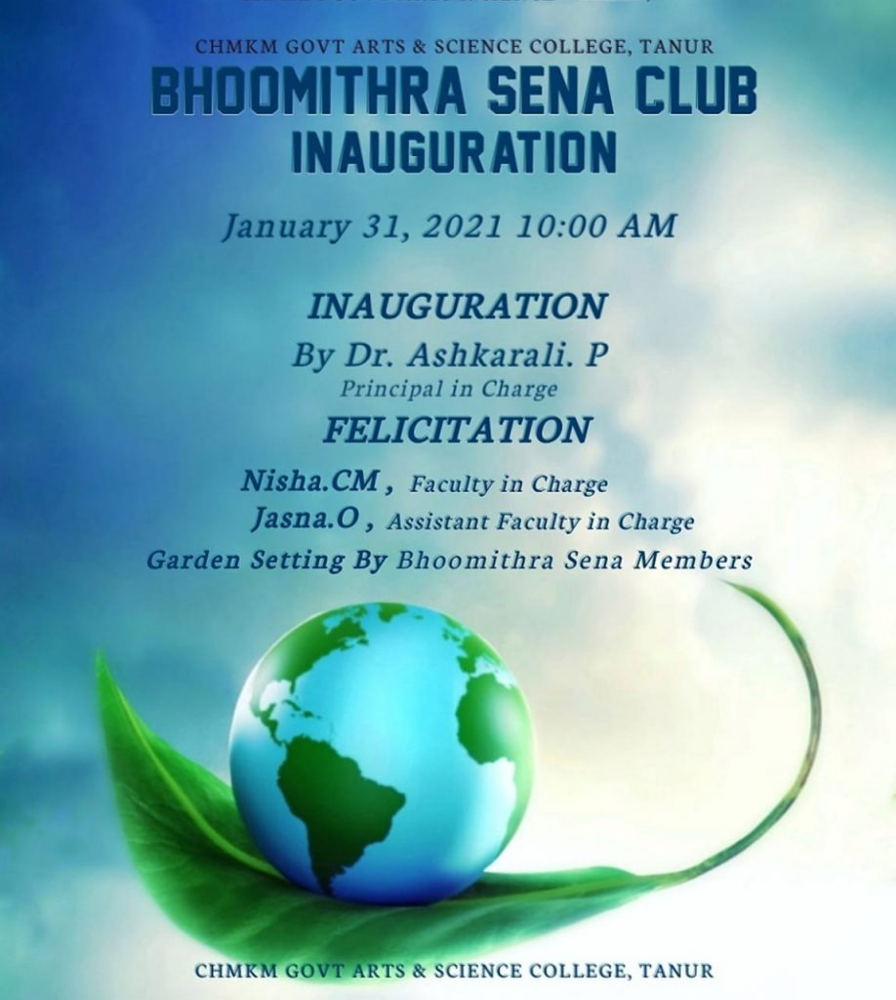 CHMKM GOVT ARTS & SCIENCE COLLEGE, TANUR
BHOOMITHRA SENA CLUB
INAUGURATION
January 31, 2021 10:00 AM
INAUGURATION
By Dr. Ashkarali. P
Principal in Charge
FELICITATION
Nisha.CM , Faculty in Charge
Jasna.O , Assistant Faculty in Charge
Garden Setting By Bhoomithra Sena Members
CHMKM GOVT ARTS & SCIENCE COLLEGE, TANUR